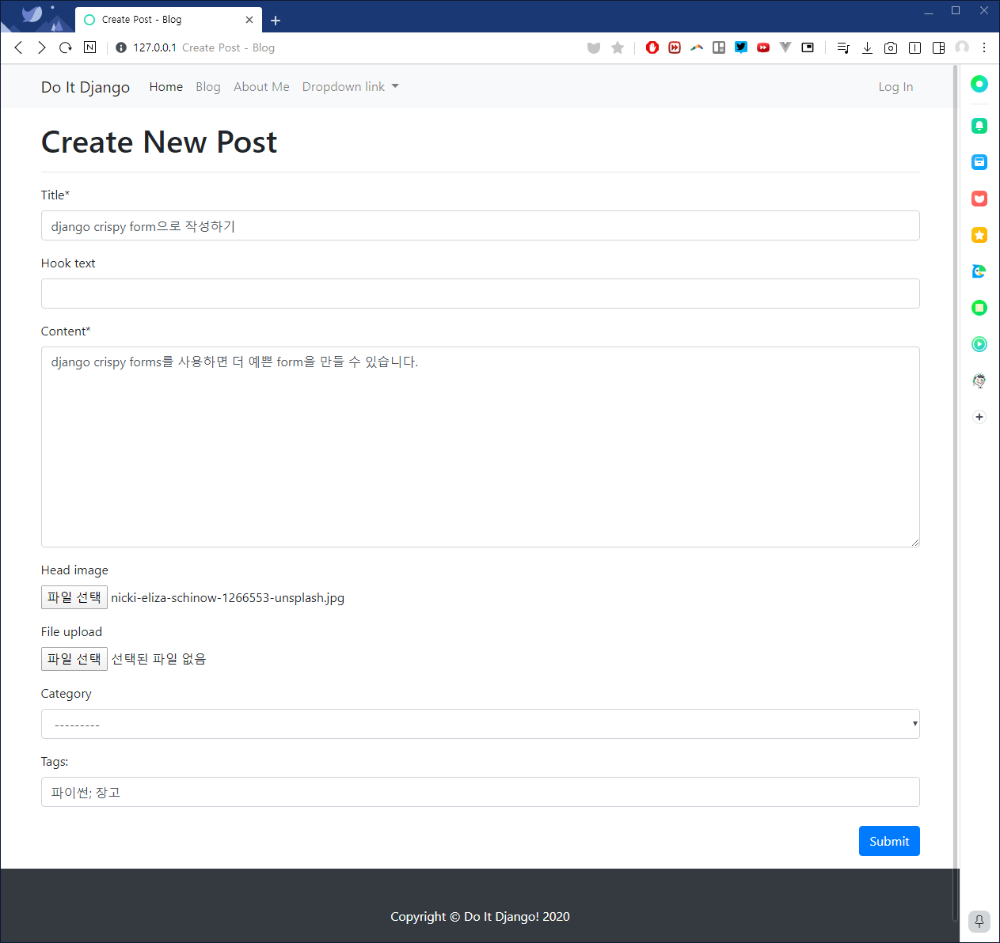 Create Post - Blog
N 127.0.0.1 Create Post - Blog
Do It Django Home Blog About Me Dropdown link Log In
Create New Post
Title*
django crispy form으로 작성하기
Hook text
Content*
django crispy forms를 사용하면 더 예쁜 form을 만들 수 있습니다.
Head image
파일 선택 nicki-eliza-schinow-1266553-unsplash.jpg
File upload
파일 선택 선택된 파일 없음
Category
---------
Tags:
파이썬; 장고
Submit
Copyright © Do It Django! 2020